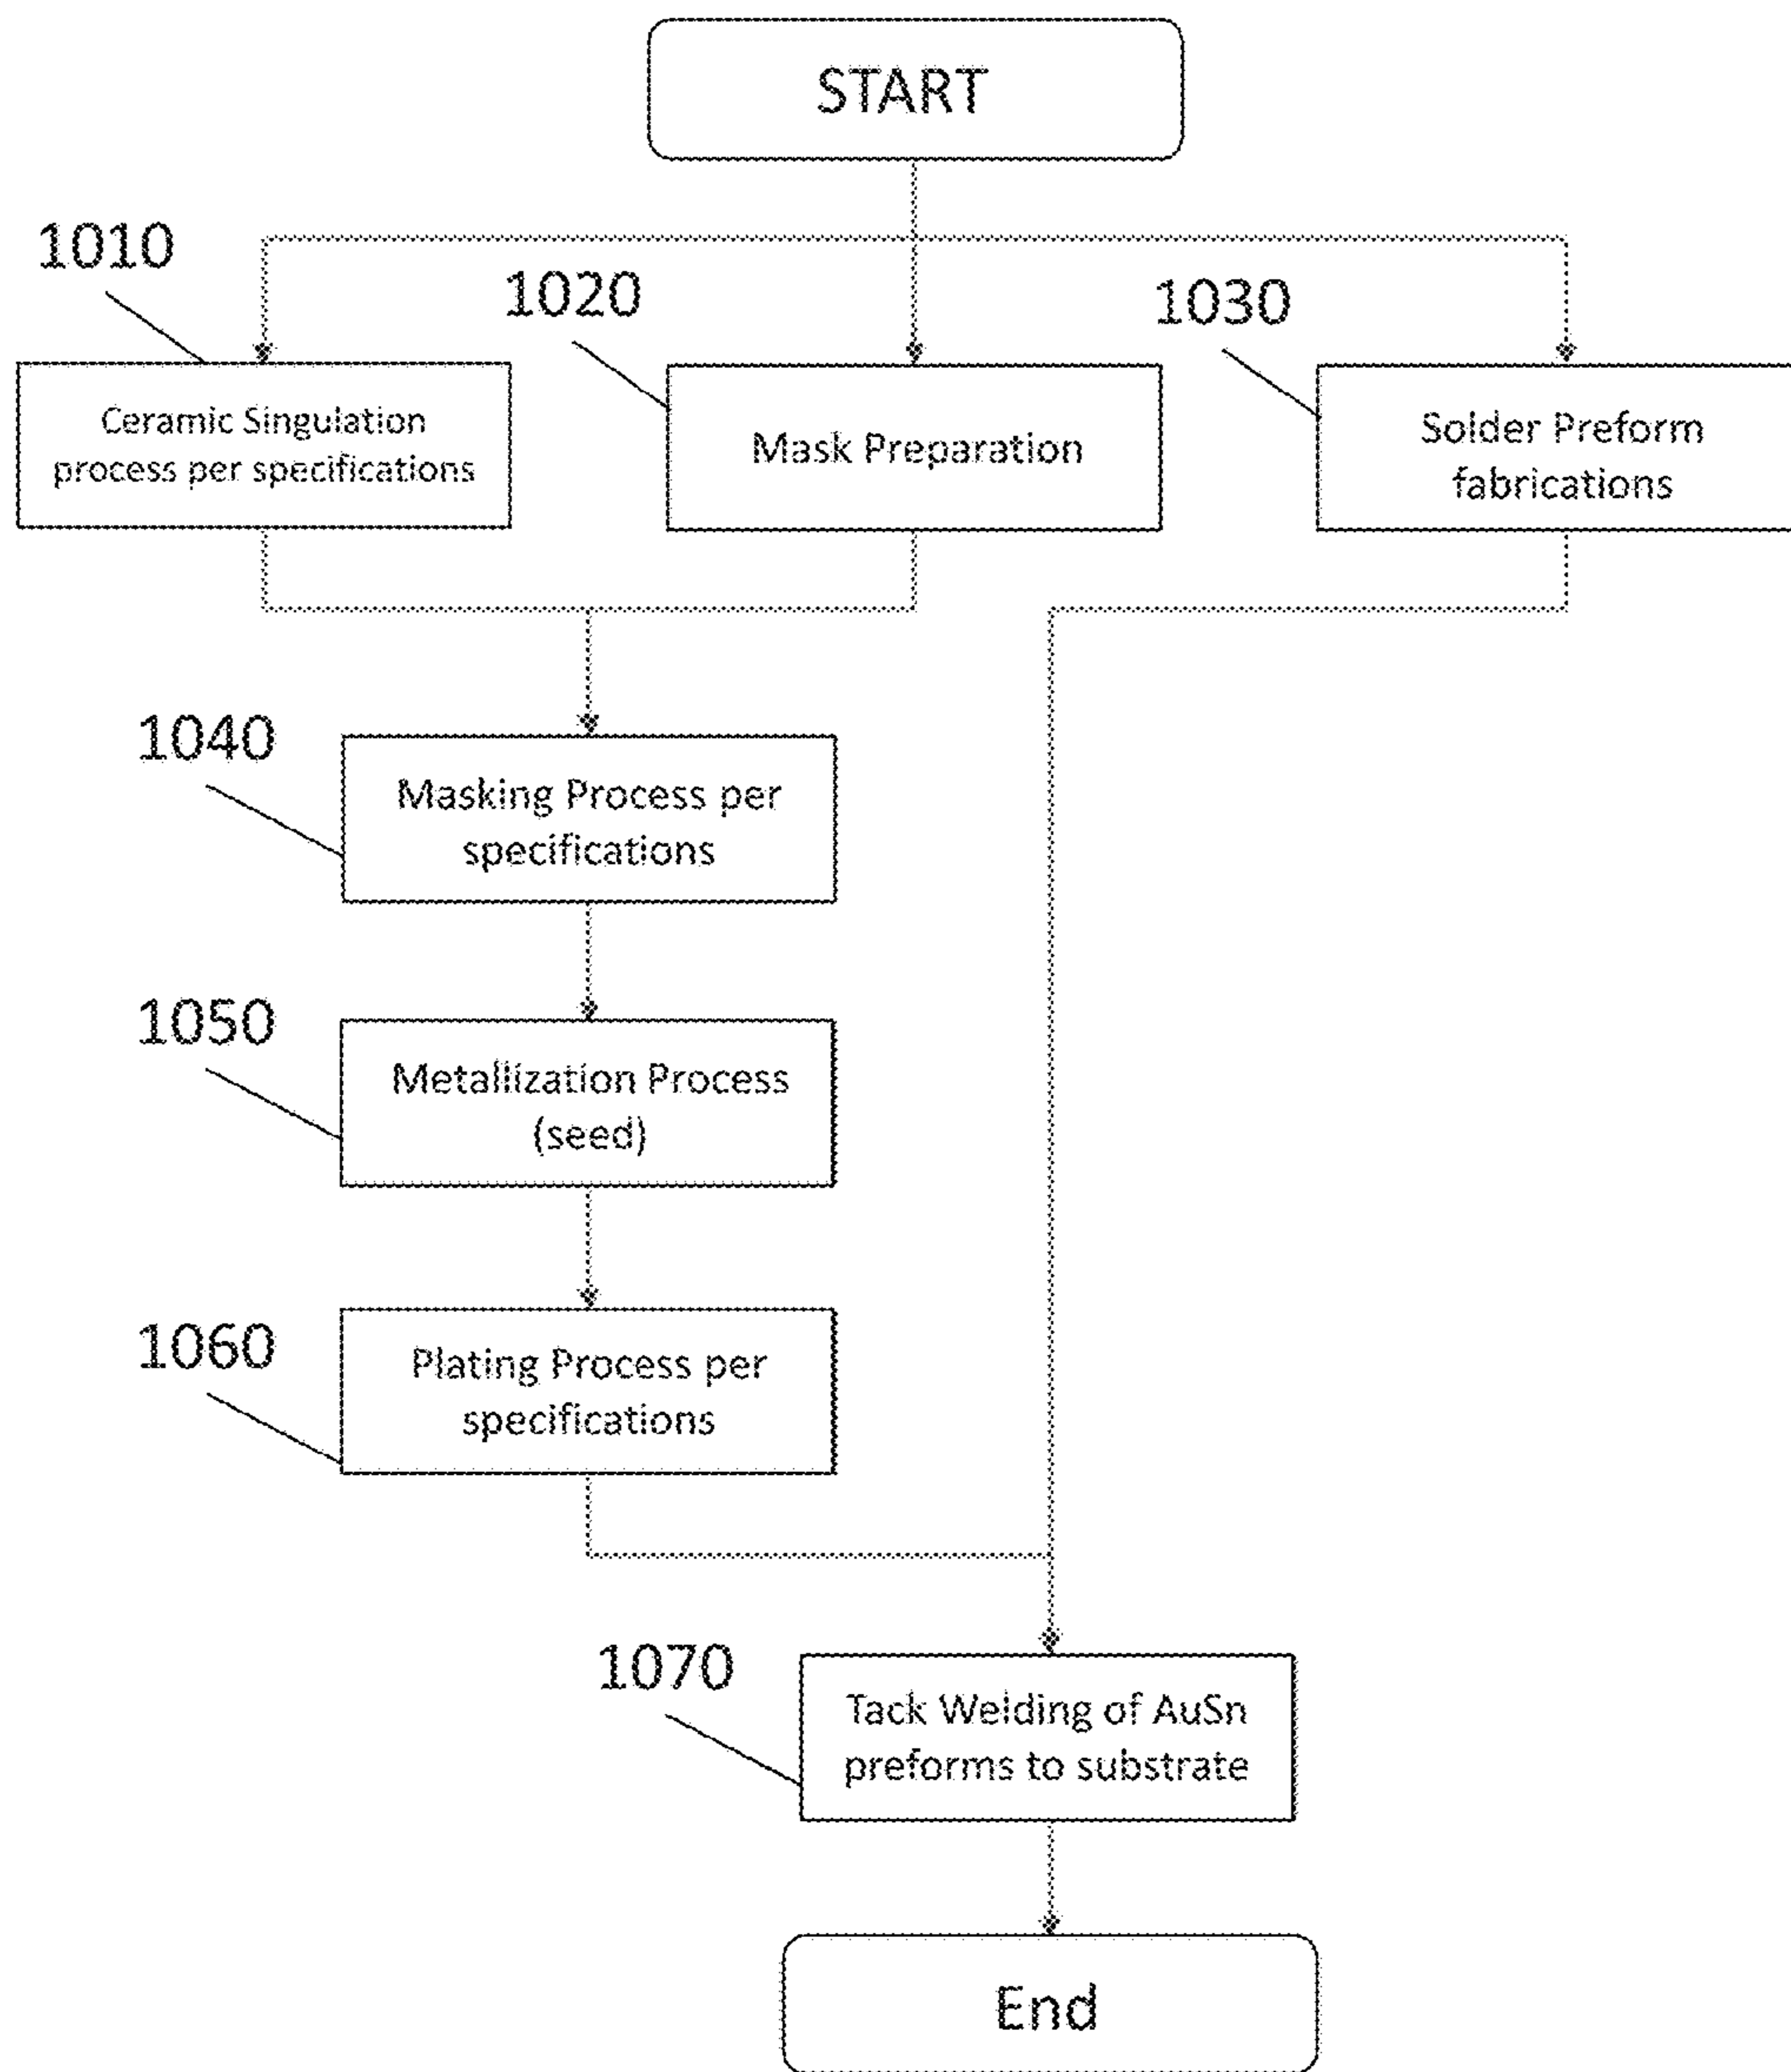 START
1010
1020
1030
Ceramic Singulation
process per specifications
Mask Preparation
Solder Preform
fabrications
1040
Masking Process per
specifications
1050
Metallization Process
(seed)
1060
Plating Process per
specifications
1070
Tack Welding of AuSn
preforms to substrate
End